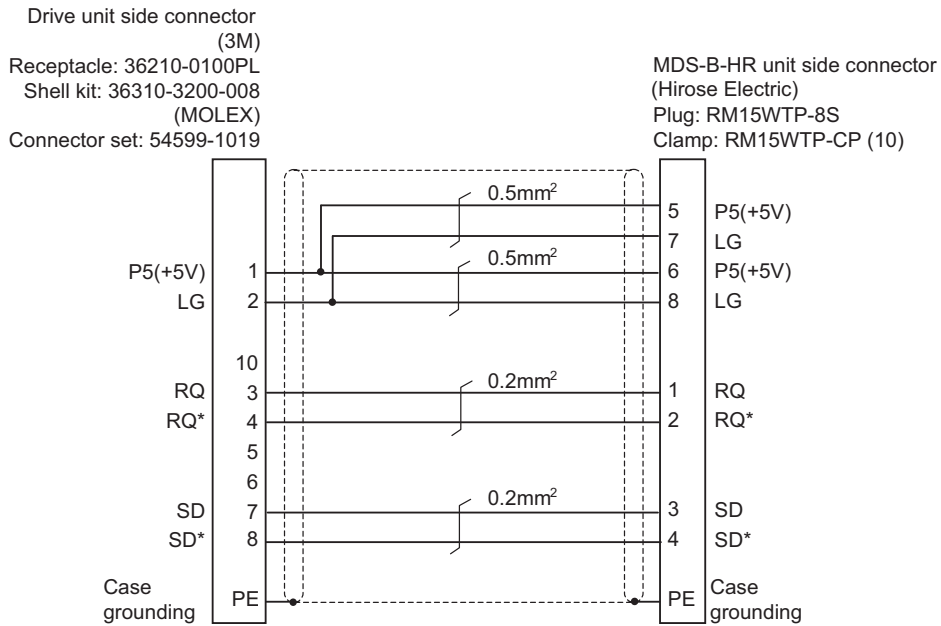 Drive unit side connector
(3M)
Receptacle: 36210-0100PL
Shell kit: 36310-3200-008
(MOLEX)
Connector set: 54599-1019
MDS-B-HR unit side connector
(Hirose Electric)
Plug: RM15WTP-8S
Clamp: RM15WTP-CP (10)
0.5mm²
5 P5(+5V)
7 LG
0.5mm²
P5(+5V) 1 6 P5(+5V)
LG 2 8 LG
10
0.2mm²
RQ 3 1 RQ
RQ* 4 2 RQ*
5
6
0.2mm²
SD 7 3 SD
SD* 8 4 SD*
Case
grounding
PE
PE
Case
grounding